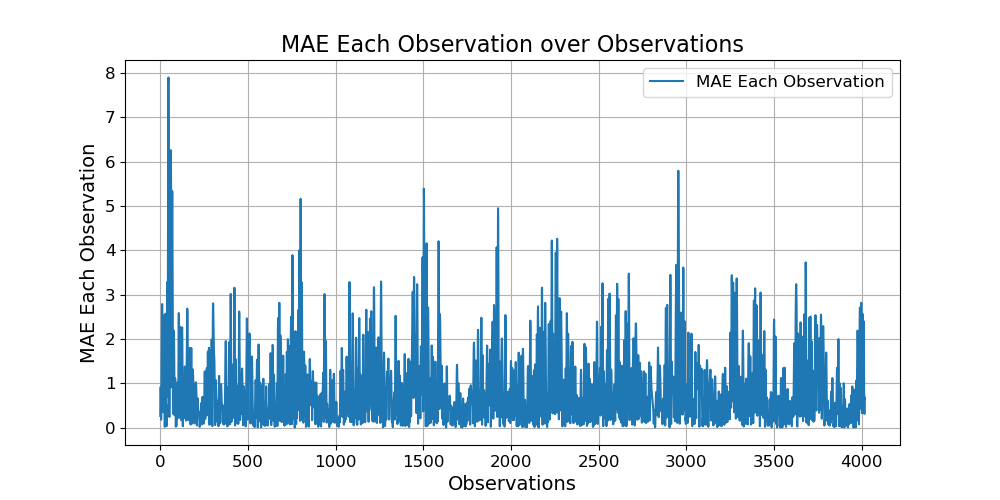 MAE Each Observation over Observations
MAE Each Observation
8
7
6
5
4
3
2
1
0
MAE Each Observation
0 500 1000 1500 2000 2500 3000 3500 4000
Observations